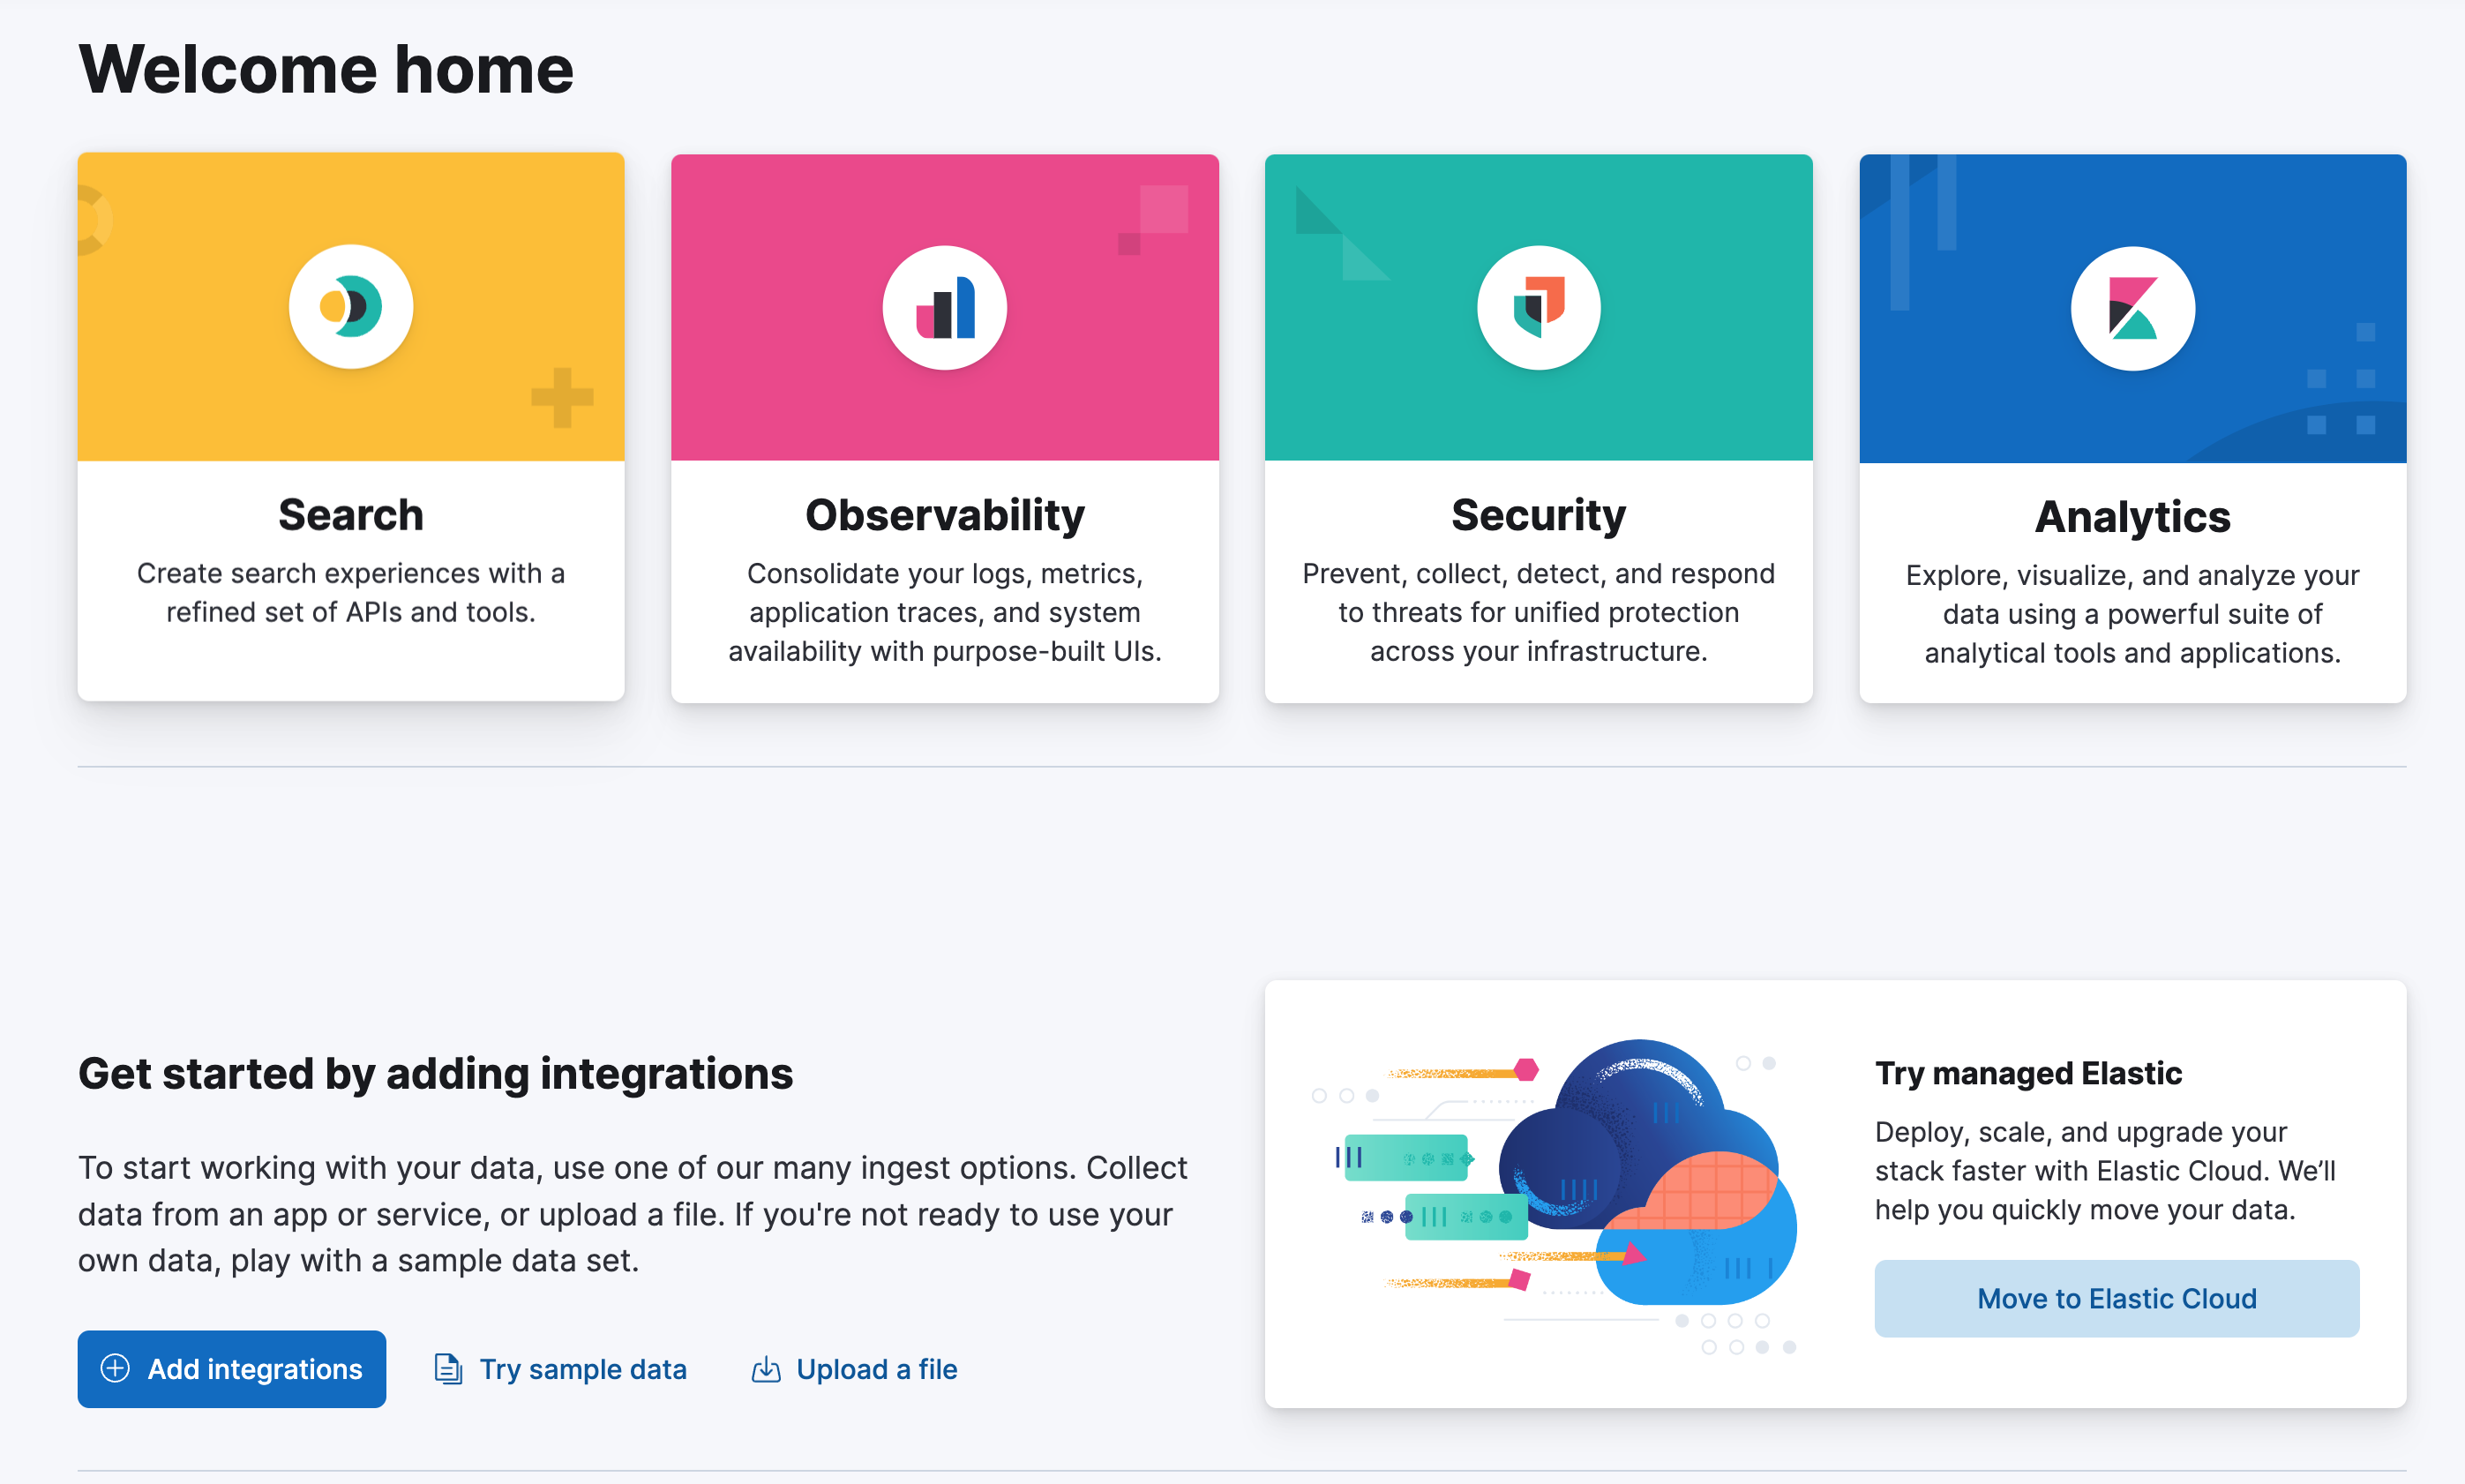 Welcome home
Search
Create search experiences with a
refined set of APIs and tools.
Observability
Consolidate your logs, metrics,
application traces, and system
availability with purpose-built UIs.
Security
Prevent, collect, detect, and respond
to threats for unified protection
across your infrastructure.
Analytics
Explore, visualize, and analyze your
data using a powerful suite of
analytical tools and applications.
Get started by adding integrations
To start working with your data, use one of our many ingest options. Collect
data from an app or service, or upload a file. If you're not ready to use your
own data, play with a sample data set.
Add integrations
Try sample data
Upload a file
Try managed Elastic
Deploy, scale, and upgrade your
stack faster with Elastic Cloud. We’ll
help you quickly move your data.
Move to Elastic Cloud